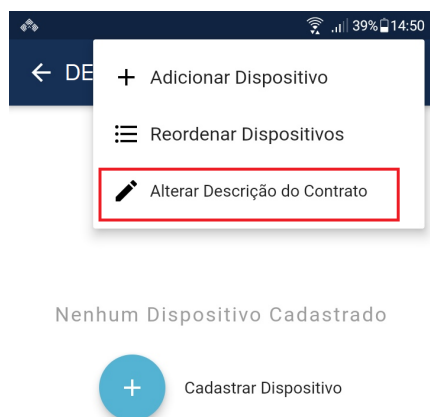 39% 14:50
DE
Adicionar Dispositivo
Reordenar Dispositivos
Alterar Descrição do Contrato
Nenhum Dispositivo Cadastrado
Cadastrar Dispositivo